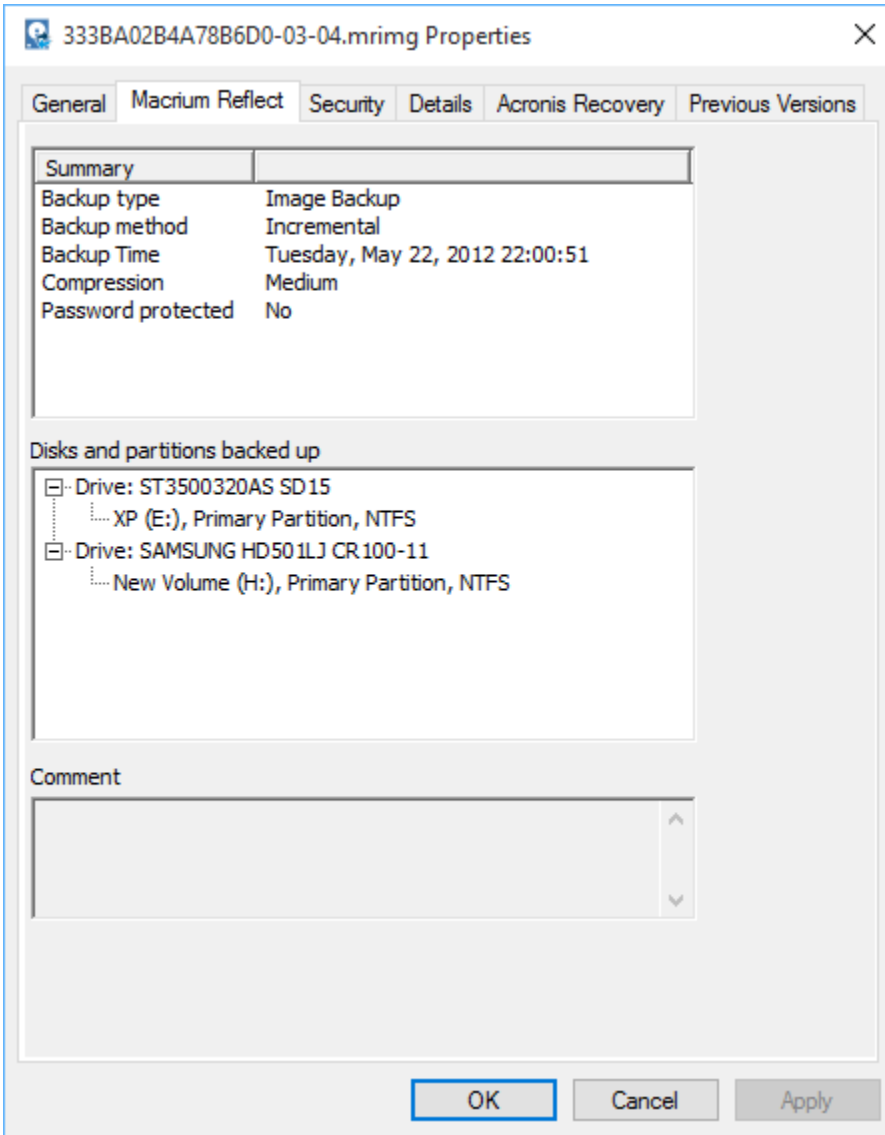 333BA02B4A78B6D0-03-04.mrimg Properties
General Macrium Reflect Security Details Acronis Recovery Previous Versions
Summary
Backup type Image Backup
Backup method Incremental
Backup Time Tuesday, May 22, 2012 22:00:51
Compression Medium
Password protected No
Disks and partitions backed up
Drive: ST3500320AS SD15
XP (E:), Primary Partition, NTFS
Drive: SAMSUNG HD501LJ CR100-11
New Volume (H:), Primary Partition, NTFS
Comment
OK Cancel Apply